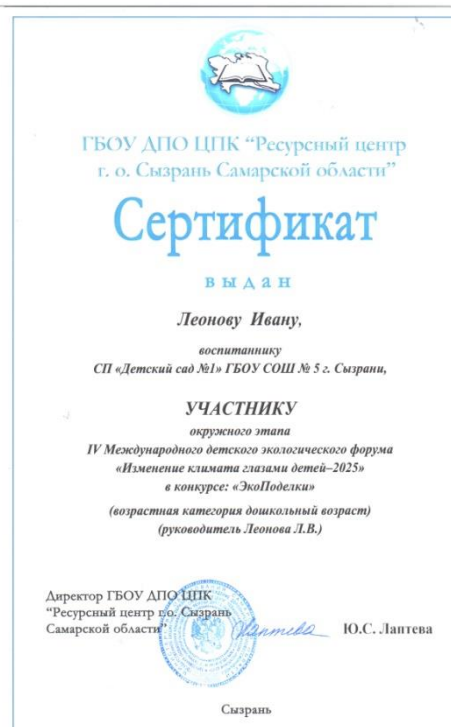 ГБОУ ДПО ЦПК “Ресурсный центр
г. о. Сызрань Самарской области”
Сертификат
выдан
Леонову Ивану,
воспитаннику
СП «Детский сад №1» ГБОУ СОШ № 5 г. Сызрани,
УЧАСТНИКУ
окружного этапа
IV Международного детского экологического форума
«Изменение климата глазами детей–2025»
в конкурсе: «ЭкоПоделки»
(возрастная категория дошкольный возраст)
(руководитель Леонова Л.В.)
Директор ГБОУ ДПО ЦПК
“Ресурсный центр г.о. Сызрань
Самарской области”
Лаптева
Ю.С. Лаптева
Сызрань